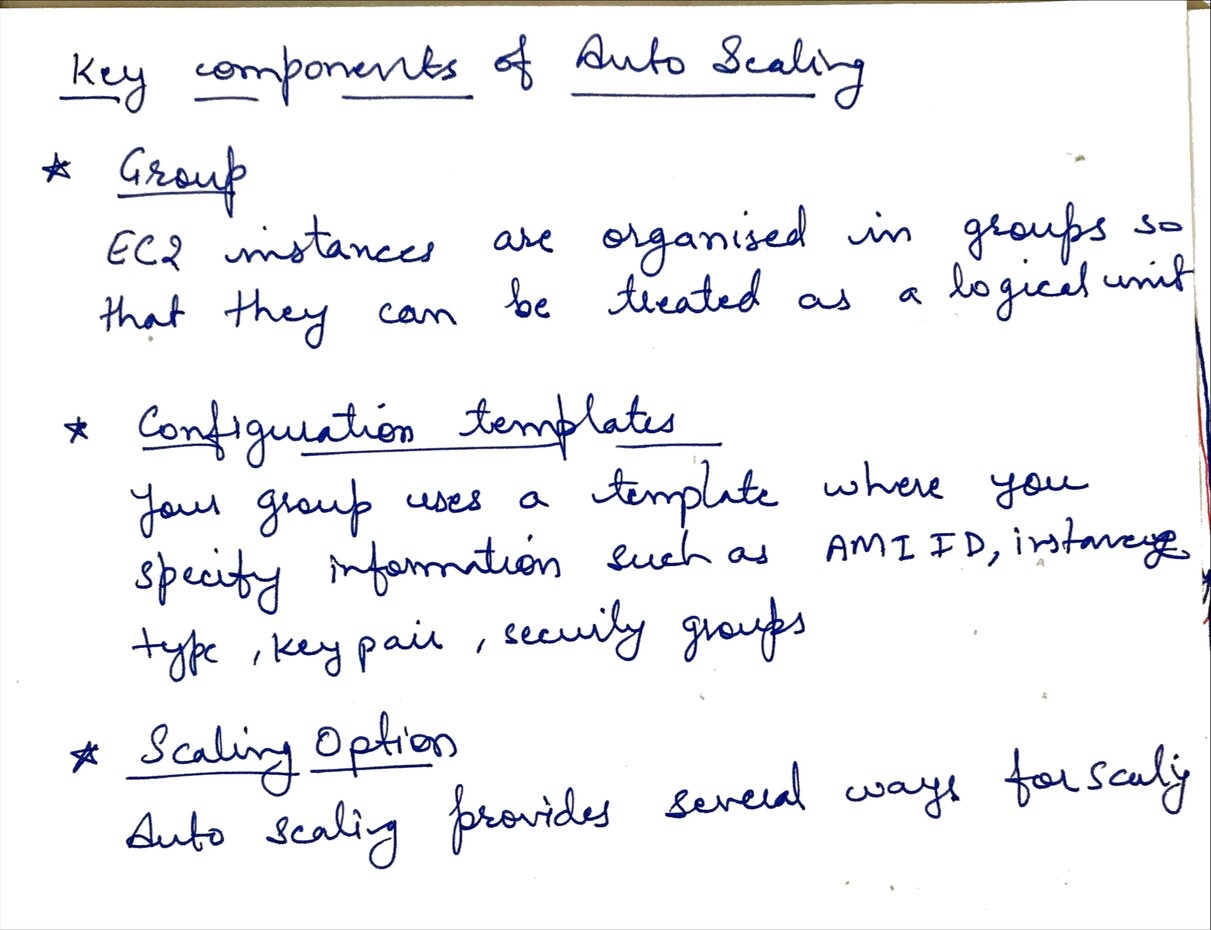 Key components of Auto Scaling
* Group
EC2 instances are organised in groups so
that they can be treated as a logical unit
* Configuration templates
Your group uses a template where you
specify information such as AMI ID, instance
type, key pair, security groups
* Scaling Option
Auto scaling provides several ways for scaling